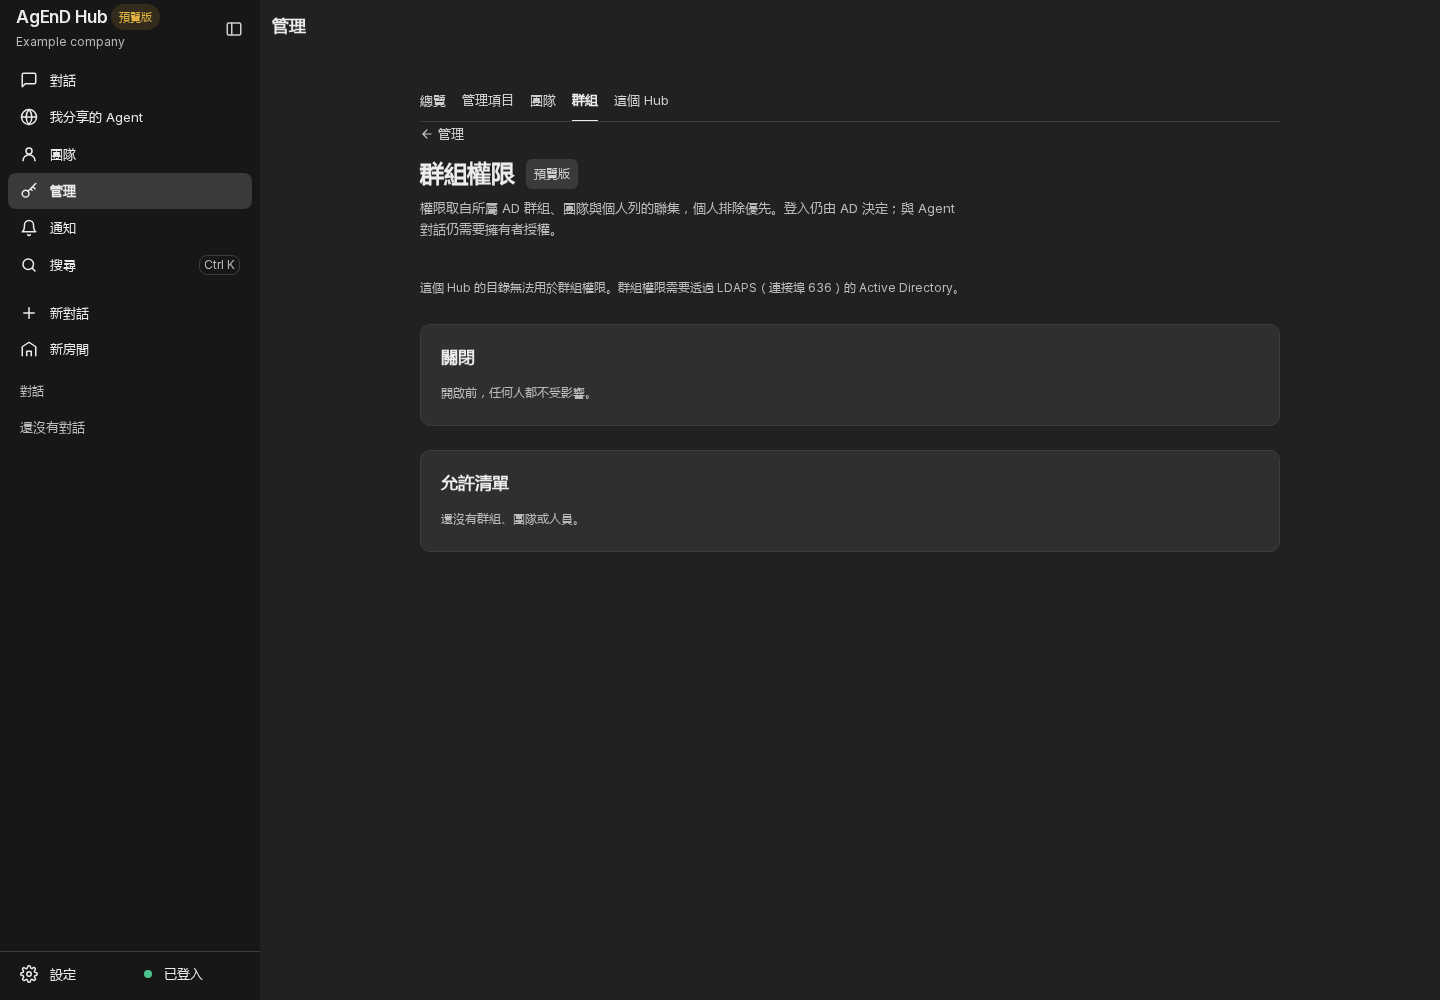 AgEnD Hub 預覽版
Example company
對話
我分享的 Agent
團隊
管理
通知
搜尋 Ctrl K
新對話
新房間
對話
還沒有對話
設定 已登入
管理
總覽 管理項目 團隊 群組 這個 Hub
管理
群組權限 預覽版
權限取自所屬 AD 群組、團隊與個人列的聯集，個人排除優先。登入仍由 AD 決定；與 Agent
對話仍需要擁有者授權。
這個 Hub 的目錄無法用於群組權限。群組權限需要透過 LDAPS（連接埠 636）的 Active Directory。
關閉
開啟前，任何人都不受影響。
允許清單
還沒有群組、團隊或人員。